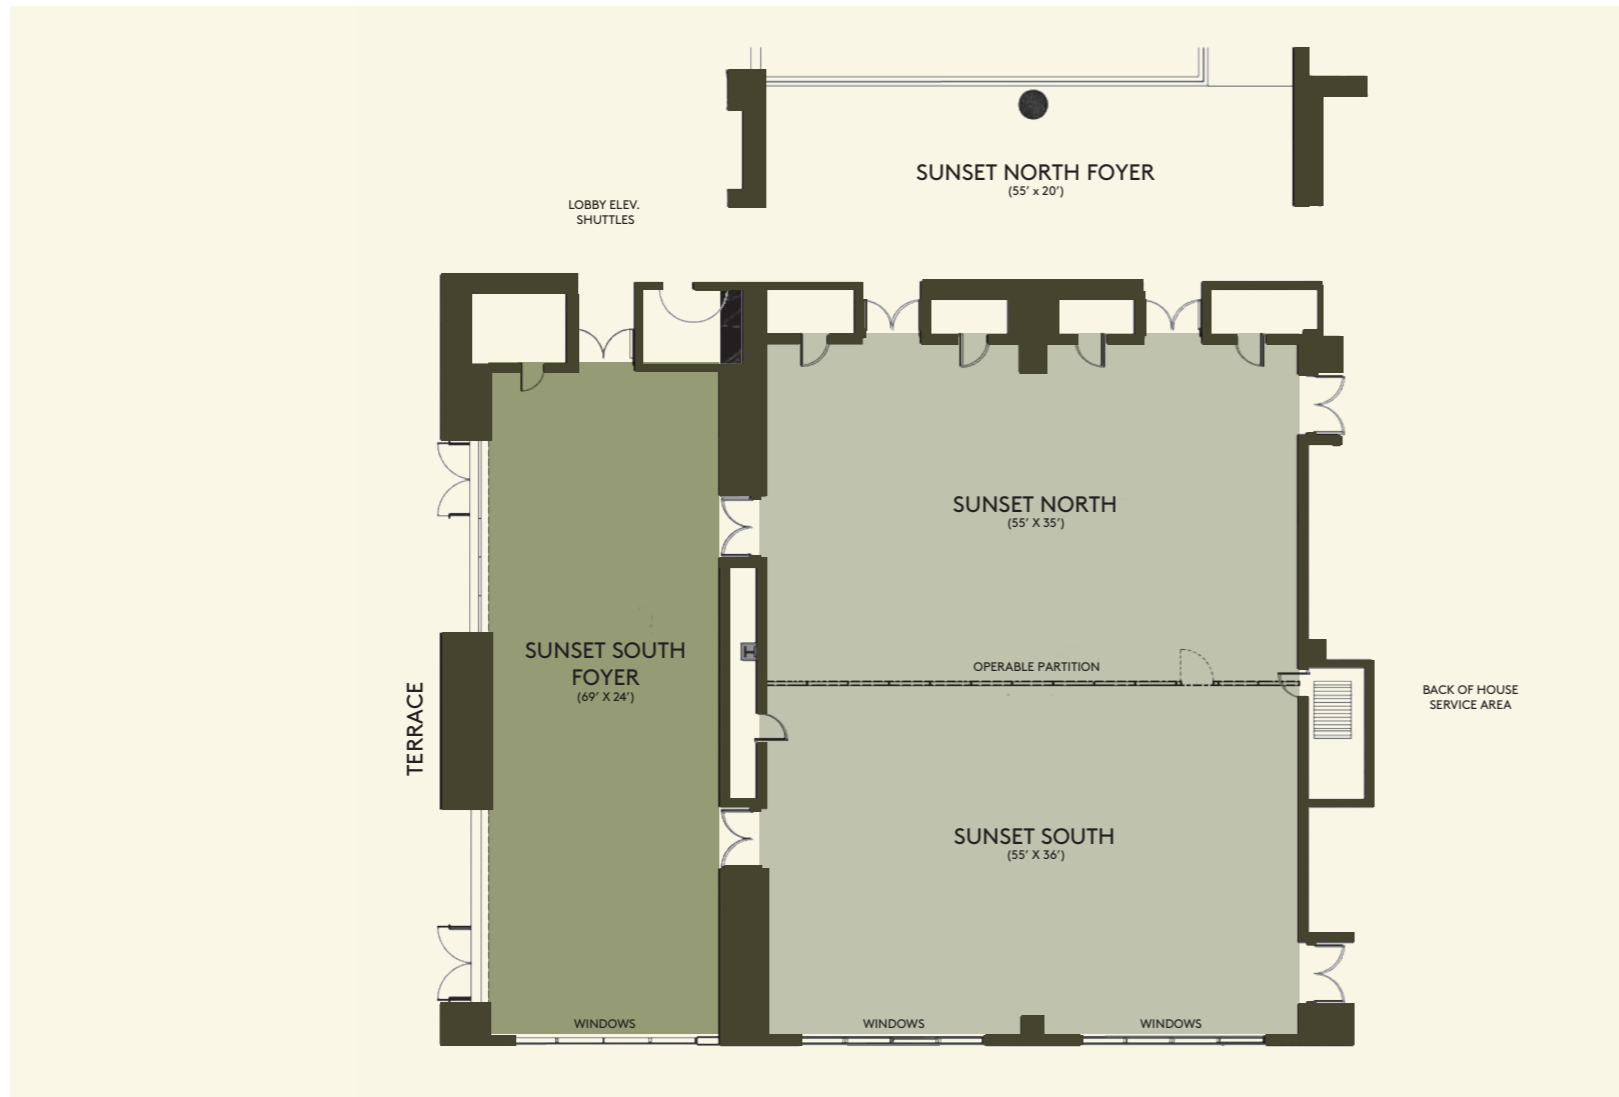 SUNSET NORTH FOYER
(55' x 20')
LOBBY ELEV.
SHUTTLES
SUNSET NORTH
(55' X 35')
SUNSET SOUTH
FOYER
(69' X 24')
OPERABLE PARTITION
TERRACE
BACK OF HOUSE
SERVICE AREA
SUNSET SOUTH
(55' X 36')
WINDOWS
WINDOWS
WINDOWS